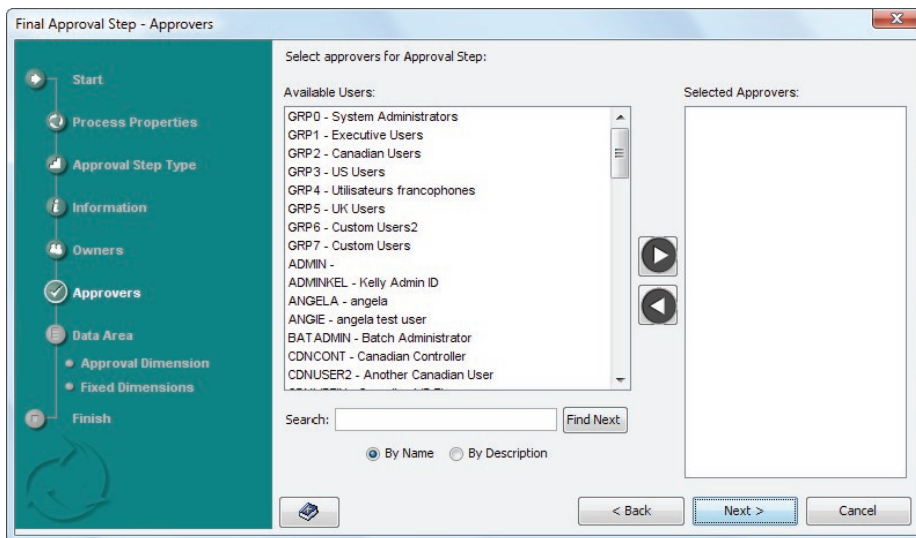 Final Approval Step - Approvers
Start
Process Properties
Approval Step Type
Information
Owners
Approvers
Data Area
Approval Dimension
Fixed Dimensions
Finish
Select approvers for Approval Step:
Available Users:
GRP0 - System Administrators
GRP1 - Executive Users
GRP2 - Canadian Users
GRP3 - US Users
GRP4 - Utilisateurs francophones
GRP5 - UK Users
GRP6 - Custom Users2
GRP7 - Custom Users
ADMIN -
ADMINKEL - Kelly Admin ID
ANGELA - angela
ANGIE - angela test user
BATADMIN - Batch Administrator
CDNCONT - Canadian Controller
CDNUSER2 - Another Canadian User
Selected Approvers:
Search:
Find Next
By Name
By Description
< Back
Next >
Cancel